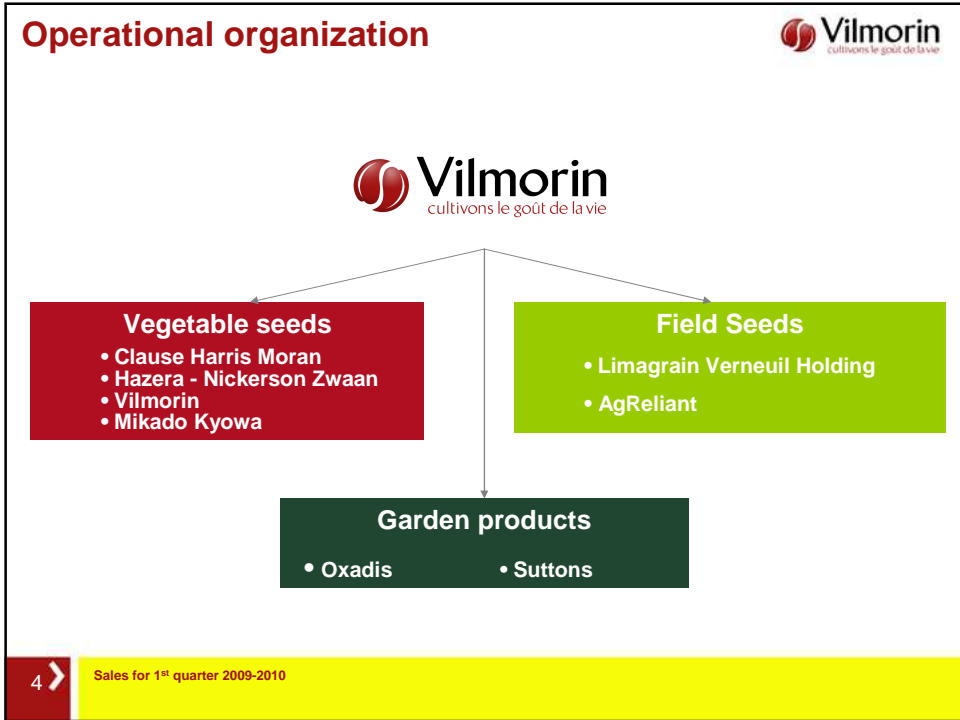 Operational organization
Vilmorin
cultivons le goût de la vie
Vilmorin
cultivons le goût de la vie
Vegetable seeds
• Clause Harris Moran
• Hazera - Nickerson Zwaan
• Vilmorin
• Mikado Kyowa
Field Seeds
• Limagrain Verneuil Holding
• AgReliant
Garden products
• Oxadis • Suttons
4 Sales for 1st quarter 2009-2010